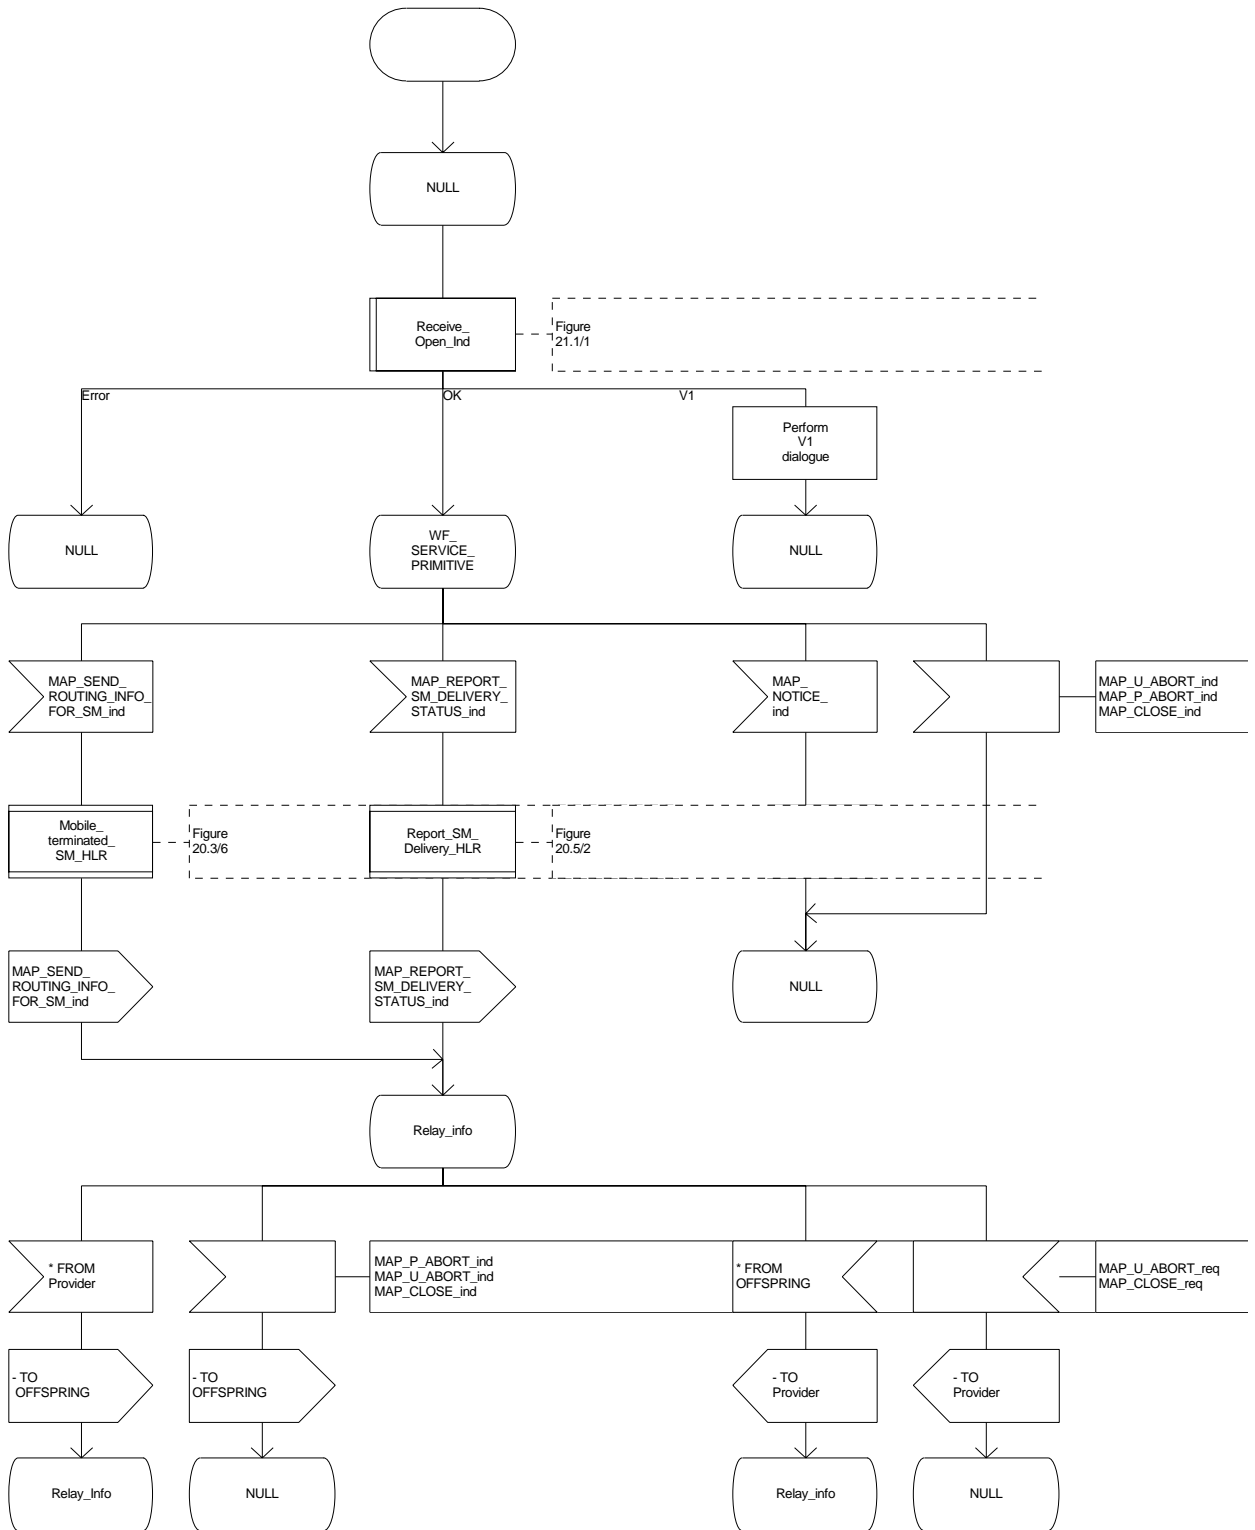 NULL
Receive_
Open_Ind
Figure
21.1/1
Error
OK
V1
Perform
V1
dialogue
NULL
WF_
SERVICE_
PRIMITIVE
NULL
MAP_SEND_
ROUTING_INFO_
FOR_SM_ind
MAP_REPORT_
SM_DELIVERY_
STATUS_ind
MAP_
NOTICE_
ind
MAP_U_ABORT_ind
MAP_P_ABORT_ind
MAP_CLOSE_ind
Mobile_
terminated_
SM_HLR
Figure
20.3/6
Report_SM_
Delivery_HLR
Figure
20.5/2
MAP_SEND_
ROUTING_INFO_
FOR_SM_ind
MAP_REPORT_
SM_DELIVERY_
STATUS_ind
NULL
Relay_info
* FROM
Provider
MAP_P_ABORT_ind
MAP_U_ABORT_ind
MAP_CLOSE_ind
* FROM
OFFSPRING
MAP_U_ABORT_req
MAP_CLOSE_req
- TO
OFFSPRING
- TO
OFFSPRING
- TO
Provider
- TO
Provider
Relay_Info
NULL
Relay_info
NULL